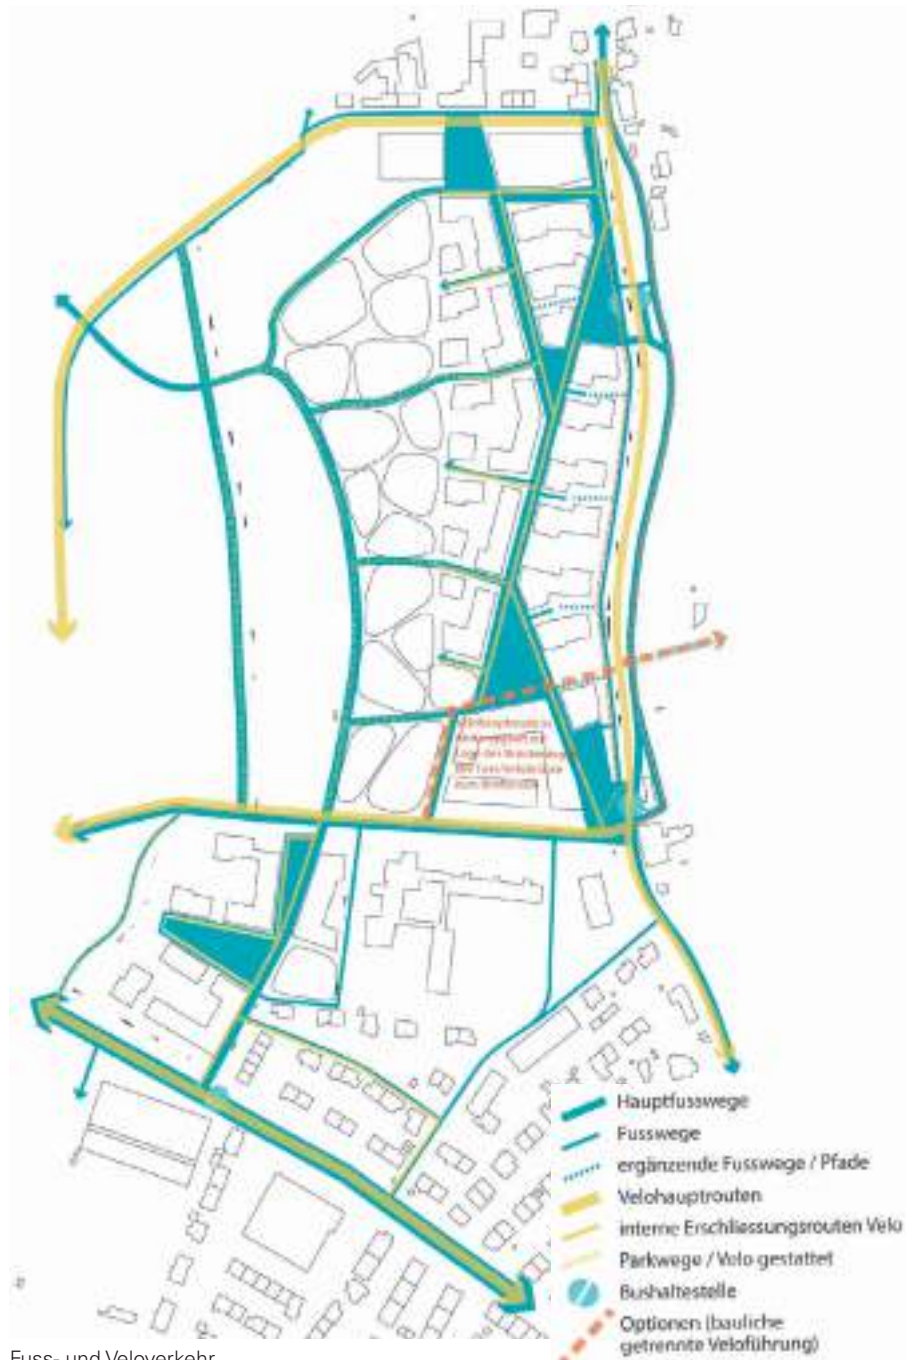 Hauptfusswege
Fusswege
ergänzende Fusswege / Pfade
Velohauptrouten
interne Erschliessungsrouten Velo
Parkwege / Velo gestattet
Bushaltestelle
Optionen (bauliche
getrennte Veloführung)
Fuss- und Veloverkehr